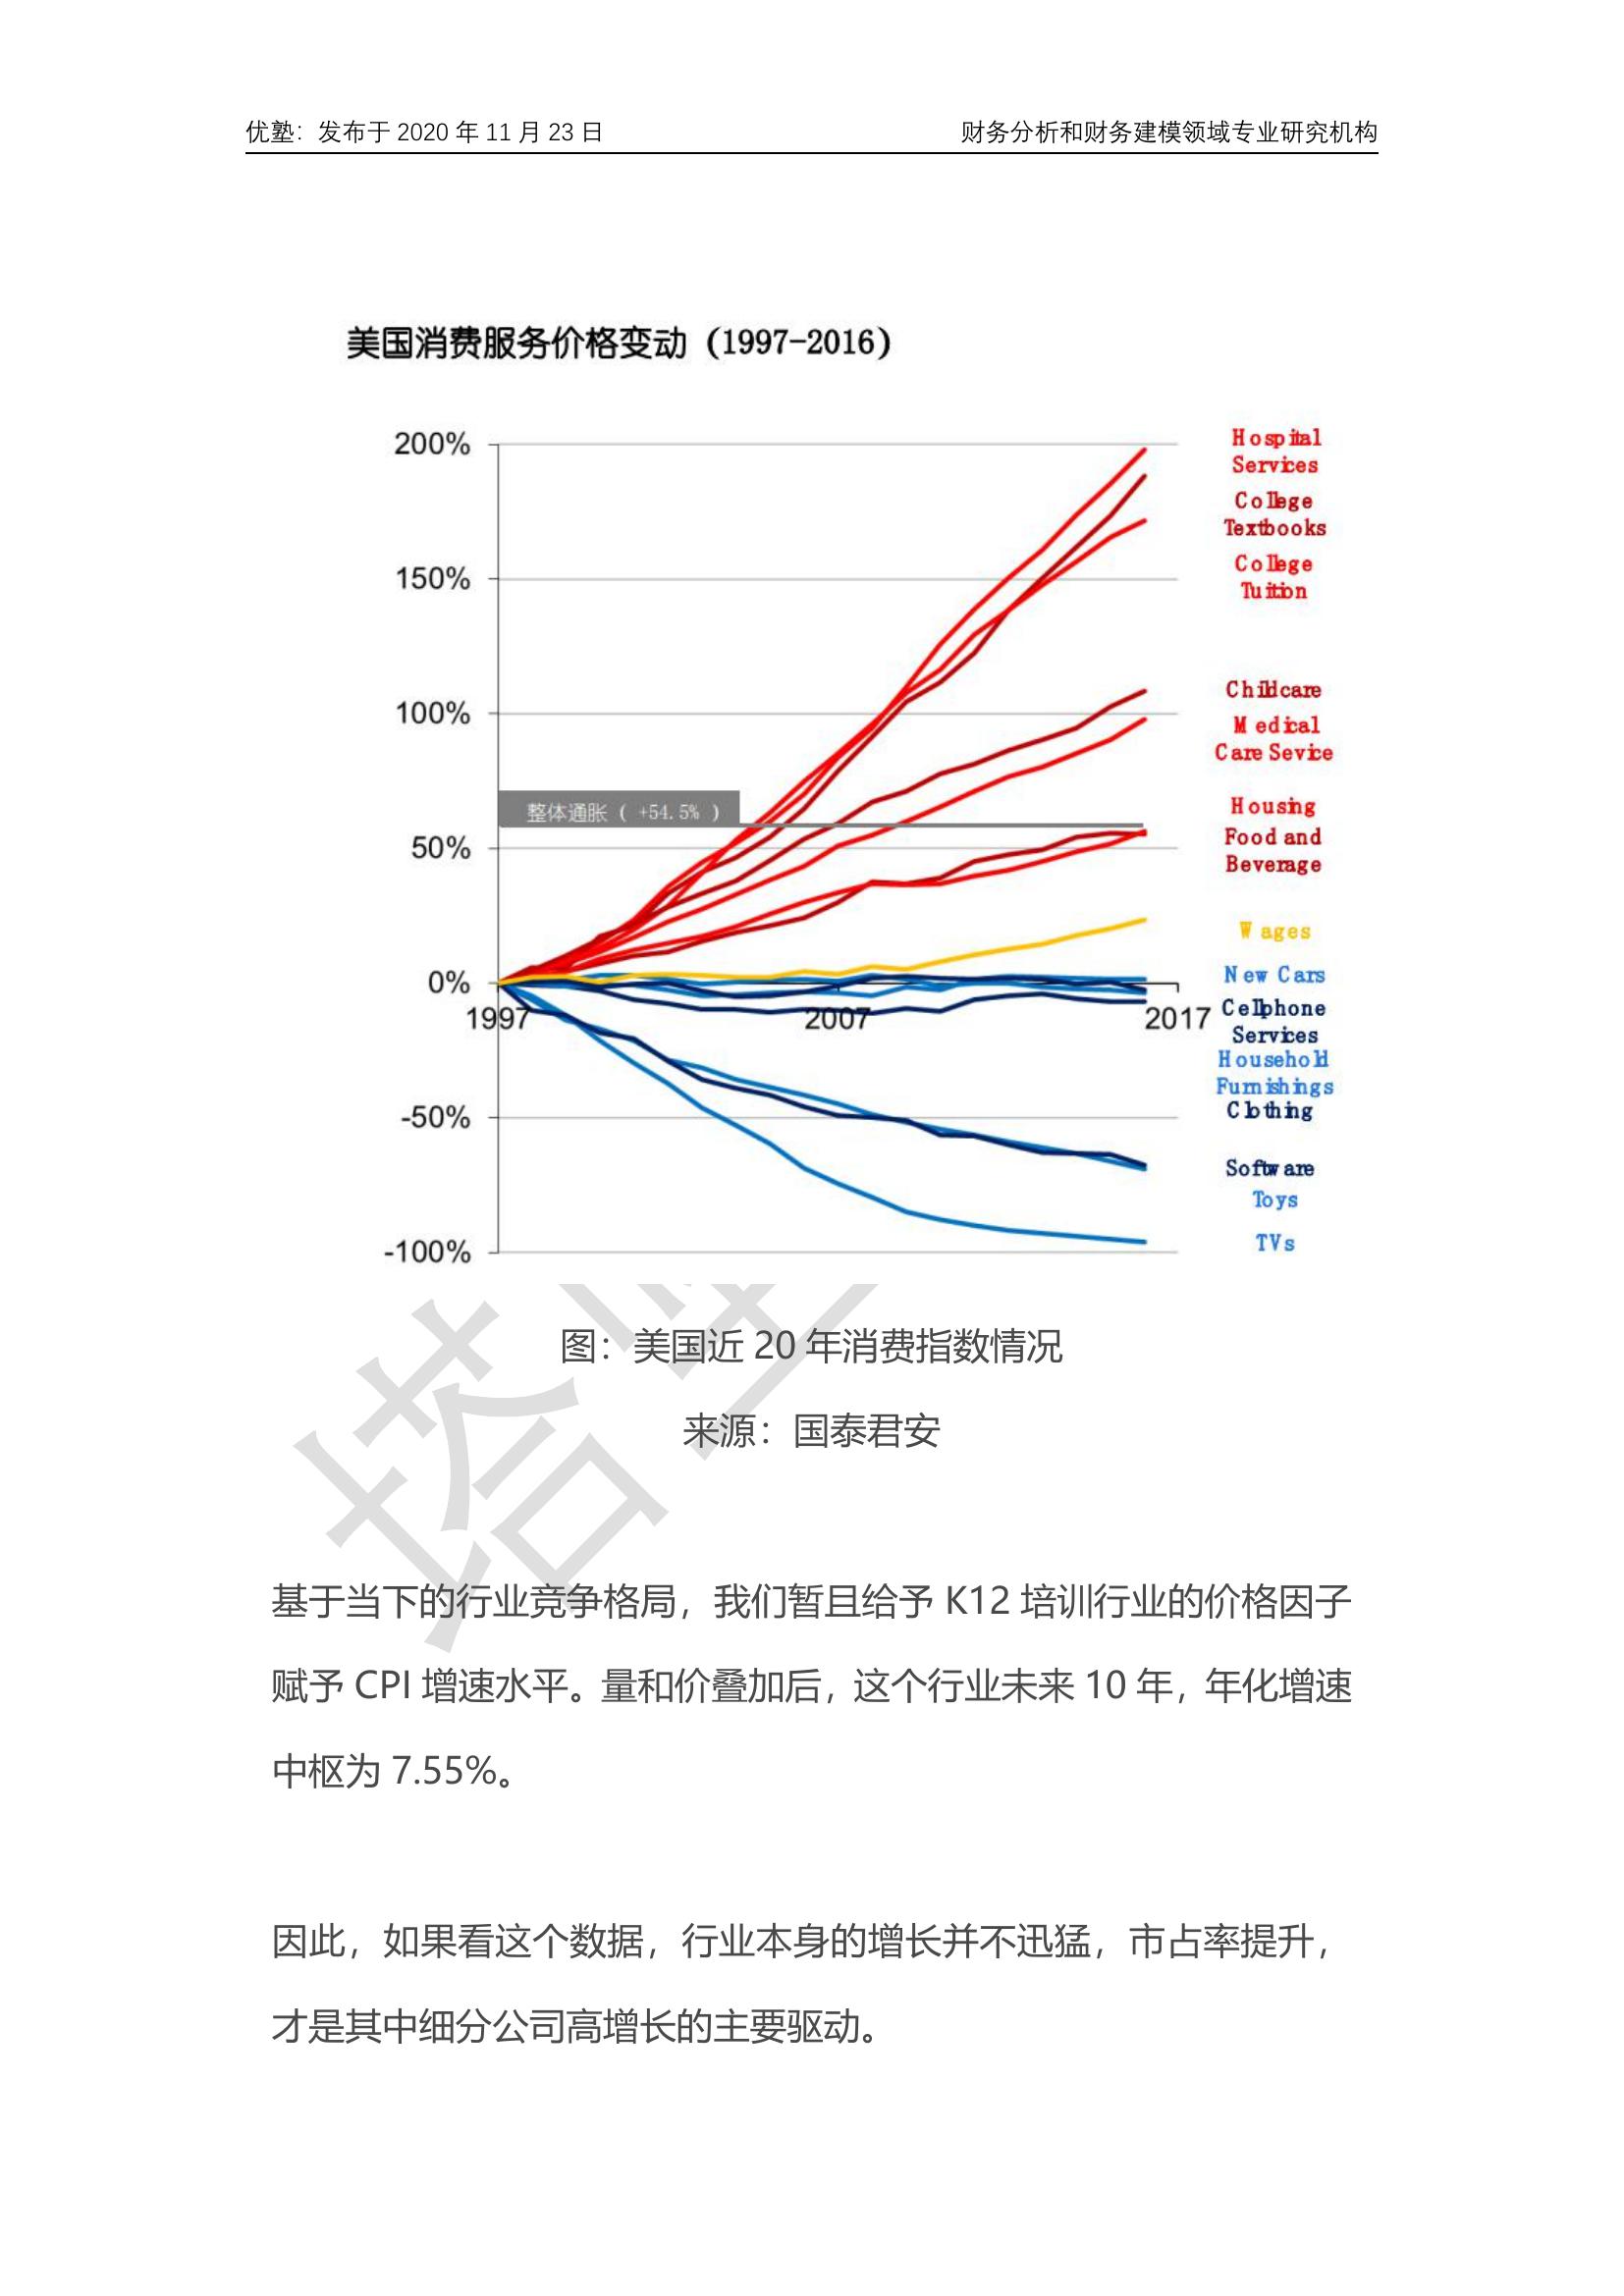 优塾：发布于 2020 年 11 月 23 日
财务分析和财务建模领域专业研究机构
美国消费服务价格变动（1997-2016）
200%
150%
100%
50%
0%
-50%
-100%
整体通胀（ +54.5% ）
1997
2007
2017
Hospital
Services
College
Textbooks
College
Tuition
Childcare
Medical
Care Sevice
Housing
Food and
Beverage
Wages
New Cars
Cellphone
Services
Household
Furnishings
Clothing
Software
Toys
TVs
图：美国近 20 年消费指数情况
来源：国泰君安
基于当下的行业竞争格局，我们暂且给予 K12 培训行业的价格因子
赋予 CPI 增速水平。量和价叠加后，这个行业未来 10 年，年化增速
中枢为 7.55%。
因此，如果看这个数据，行业本身的增长并不迅猛，市占率提升，
才是其中细分公司高增长的主要驱动。
塔